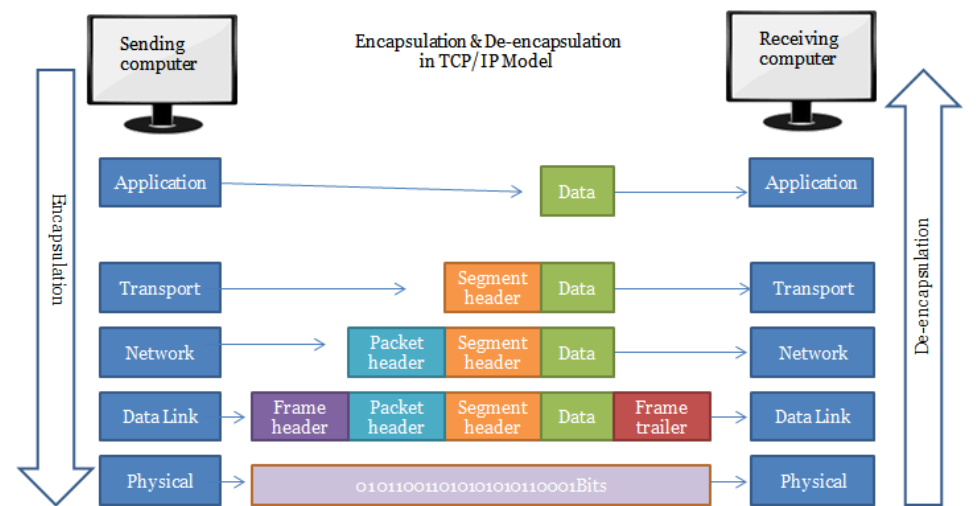 Sending
computer
Encapsulation & De-encapsulation
in TCP/IP Model
Receiving
computer
Encapsulation
De-encapsulation
Application
Data
Application
Transport
Segment
header
Data
Transport
Network
Packet
header
Segment
header
Data
Network
Data Link
Frame
header
Packet
header
Segment
header
Data
Frame
trailer
Data Link
Physical
010110011010101010110001Bits
Physical